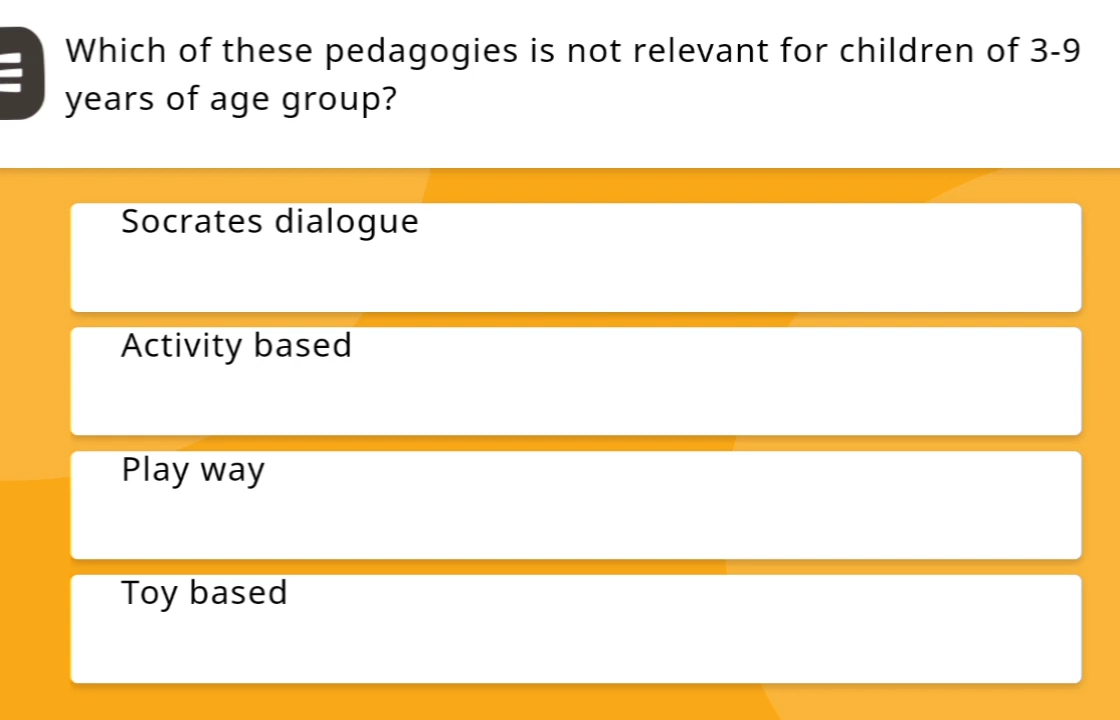 Which of these pedagogies is not relevant for children of 3-9
years of age group?
Socrates dialogue
Activity based
Play way
Toy based